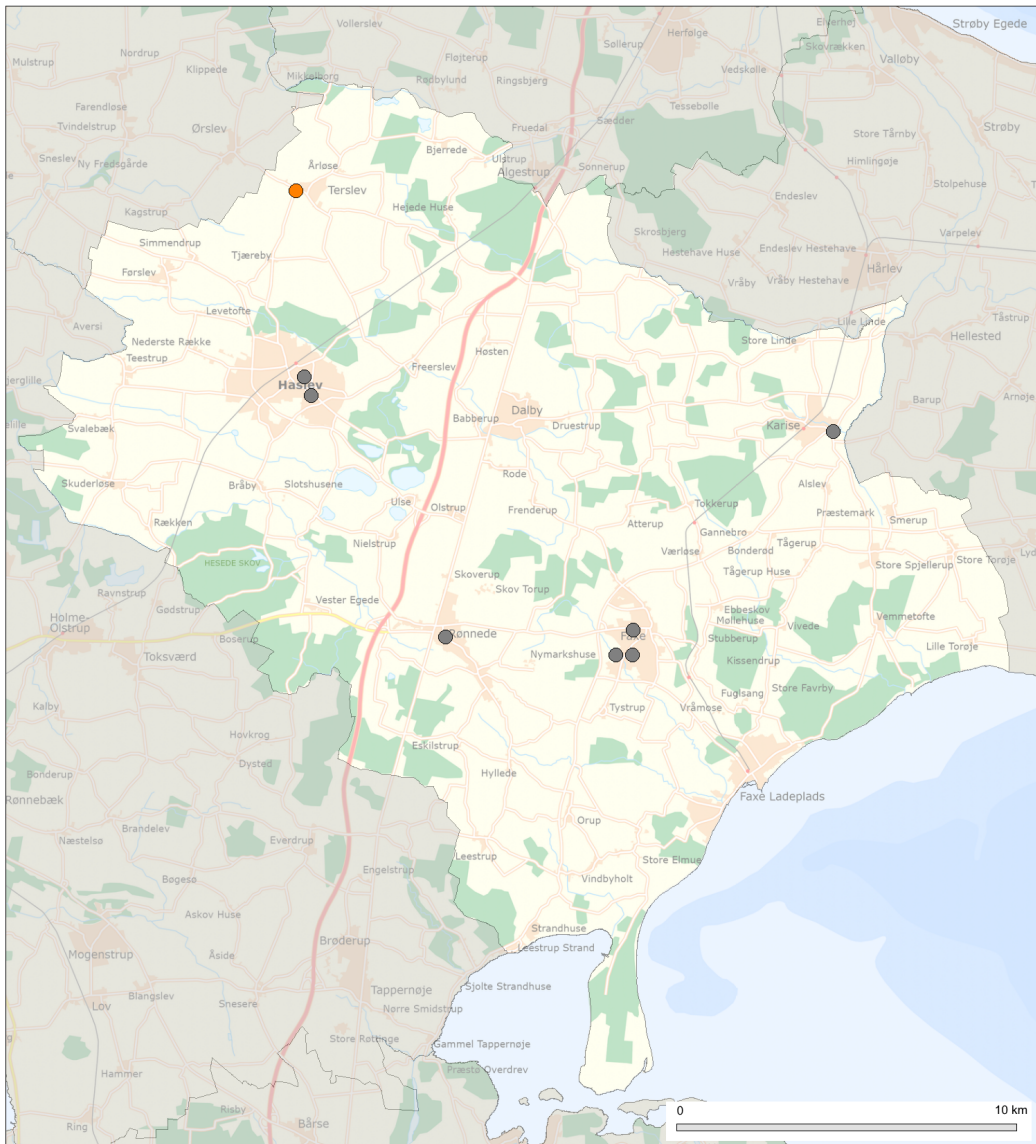 Vollerslev
Elverhøj
Strøby Egede
Nordrup
Herfølge
Søllerup
Skovrækken
Mulstrup
Fløjterup
Valløby
Klippede
Vedskølle
Mikkelborg
Rødbylund
Ringsbjerg
Farendløse
Tessebølle
Sædder
Tvindelstrup
Ørslev
Fruedal
Strøby
Store Tårnby
Bjerrede
Ulstrup
Sneslev
Ny Fredsgårde
Årløse
Sonnerup
Himlingøje
Algestrup
Stolpehuse
Terslev
Endeslev
Kagstrup
Hejede Huse
Skrosbjerg
Varpelev
Simmendrup
Endeslev Hestehave
Hestehave Huse
Tjæreby
Førslev
Hårlev
Vråby
Vråby Hestehave
Levetofte
Tåstrup
Lille Linde
Aversi
Hellested
Nederste Række
Store Linde
Teestrup
Høsten
Freerslev
jerglille
Haslev
Arnøje
Barup
Dalby
Babberup
elille
Druestrup
Karise
Svalebæk
Rode
Skuderløse
Bråby
Slotshusene
Alslev
Ulse
Olstrup
Tokkerup
Frenderup
Præstemark
Rækken
Atterup
Smerup
Gannebro
Nielstrup
Tågerup
Værløse
Bonderød
Store Torøje
Lyd
HESEDE SKOV
Store Spjellerup
Tågerup Huse
Skoverup
Ravnstrup
Skov Torup
Vester Egede
Gødstrup
Ebbeskov
Møllehuse
Holme-
Olstrup
Vemmetofte
Vivede
Rønnede
Faxe
Boserup
Stubberup
Lille Torøje
Toksværd
Nymarkshuse
Kissendrup
Store Favrby
Fuglsang
Kalby
Tystrup
Vråmose
Hovkrog
Eskilstrup
Dysted
Bonderup
Hyllede
Rønnebæk
Faxe Ladeplads
Brandelev
Orup
Næstelsø
Everdrup
Leestrup
Store Elmue
Engelstrup
Bøgesø
Vindbyholt
Askov Huse
Strandhuse
Brøderup
Leestrup Strand
Mogenstrup
Åside
Sjolte Strandhuse
Tappernøje
Blangslev
Snesere
Lov
Nørre Smidstrup
Store Røttinge
Gammel Tappernøje
Præstø Overdrev
Hammer
Risby
Ring
Bårse
0
10 km